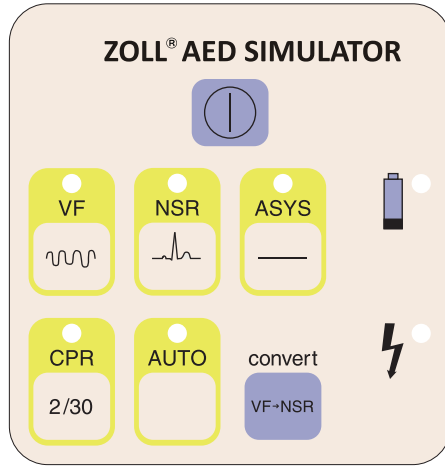 ZOLL® AED SIMULATOR
VF NSR ASYS
CPR AUTO convert
2/30 VF→NSR